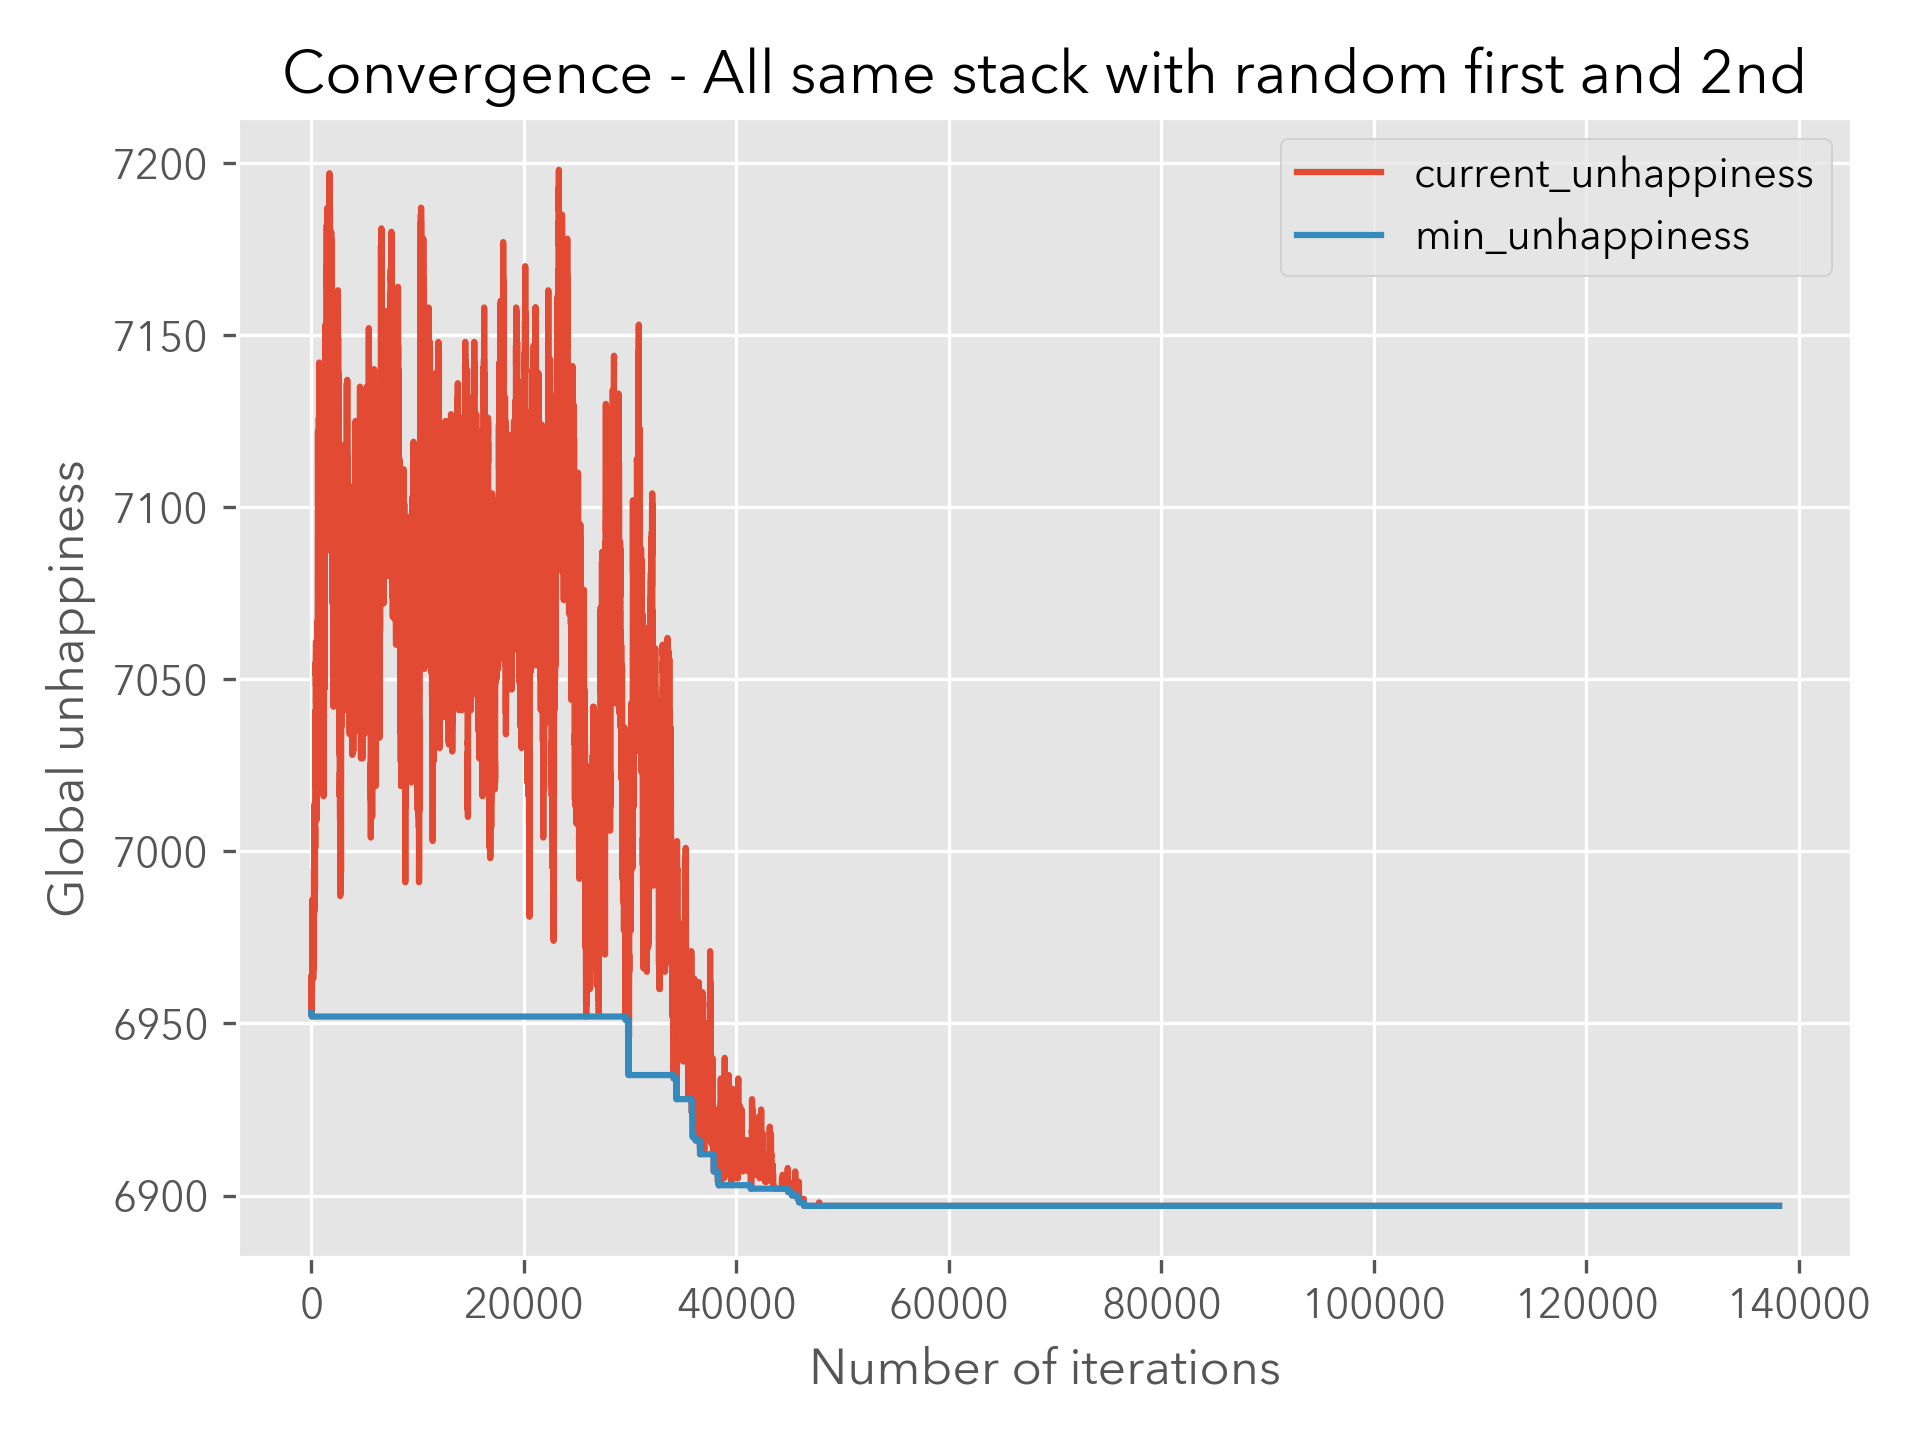 Convergence - All same stack with random first and 2nd
current_unhappiness
min_unhappiness
Global unhappiness
7200
7150
7100
7050
7000
6950
6900
0 20000 40000 60000 80000 100000 120000 140000
Number of iterations